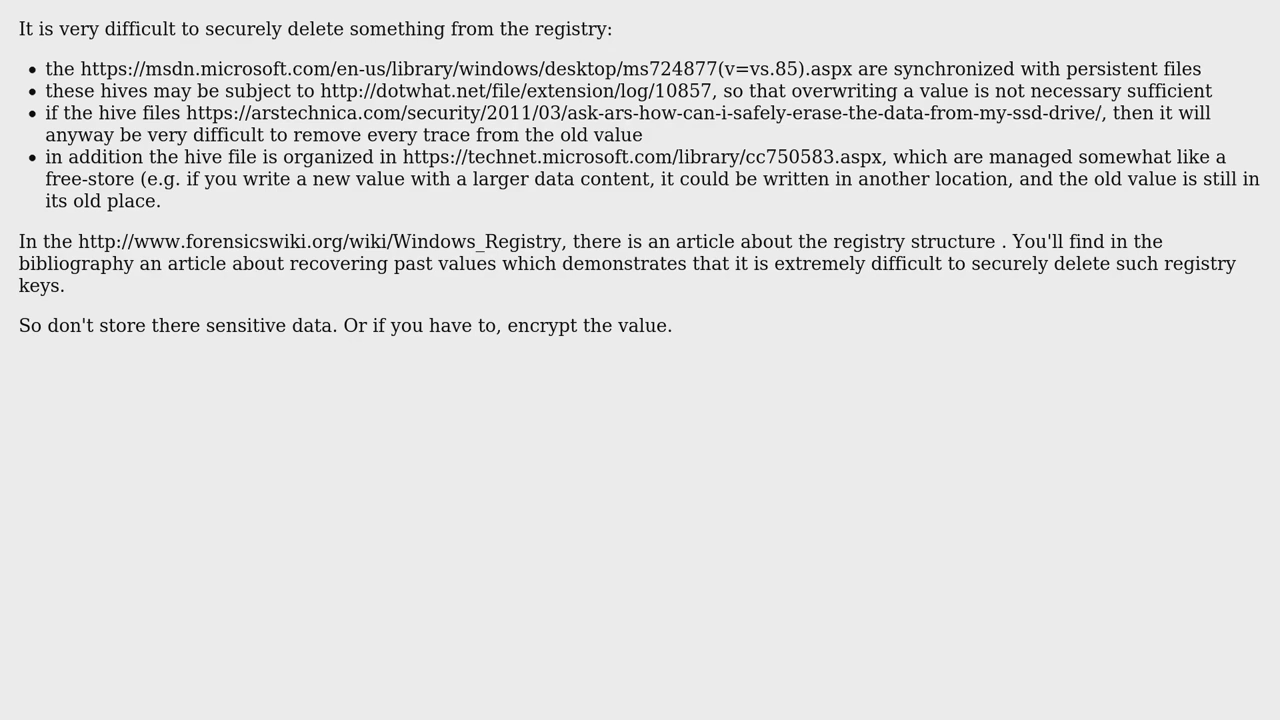 It is very difficult to securely delete something from the registry:
• the https://msdn.microsoft.com/en-us/library/windows/desktop/ms724877(v=vs.85).aspx are synchronized with persistent files
• these hives may be subject to http://dotwhat.net/file/extension/log/10857, so that overwriting a value is not necessary sufficient
• if the hive files https://arstechnica.com/security/2011/03/ask-ars-how-can-i-safely-erase-the-data-from-my-ssd-drive/, then it will
anyway be very difficult to remove every trace from the old value
• in addition the hive file is organized in https://technet.microsoft.com/library/cc750583.aspx, which are managed somewhat like a
free-store (e.g. if you write a new value with a larger data content, it could be written in another location, and the old value is still in
its old place.
In the http://www.forensicswiki.org/wiki/Windows_Registry, there is an article about the registry structure . You'll find in the
bibliography an article about recovering past values which demonstrates that it is extremely difficult to securely delete such registry
keys.
So don't store there sensitive data. Or if you have to, encrypt the value.